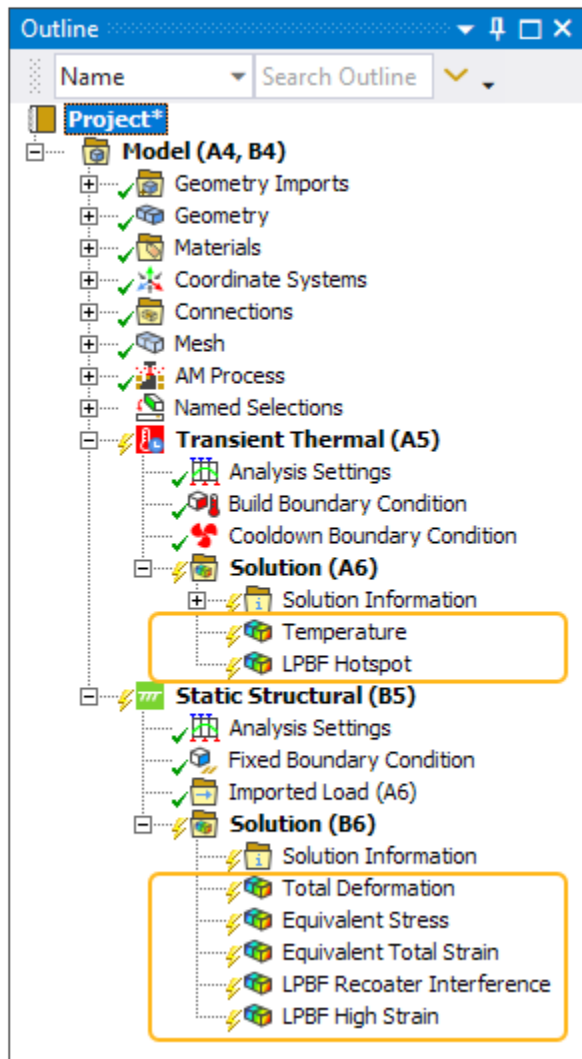 Outline
Name
Search Outline
Project*
Model (A4, B4)
Geometry Imports
Geometry
Materials
Coordinate Systems
Connections
Mesh
AM Process
Named Selections
Transient Thermal (A5)
Analysis Settings
Build Boundary Condition
Cooldown Boundary Condition
Solution (A6)
Solution Information
Temperature
LPBF Hotspot
Static Structural (B5)
Analysis Settings
Fixed Boundary Condition
Imported Load (A6)
Solution (B6)
Solution Information
Total Deformation
Equivalent Stress
Equivalent Total Strain
LPBF Recoater Interference
LPBF High Strain